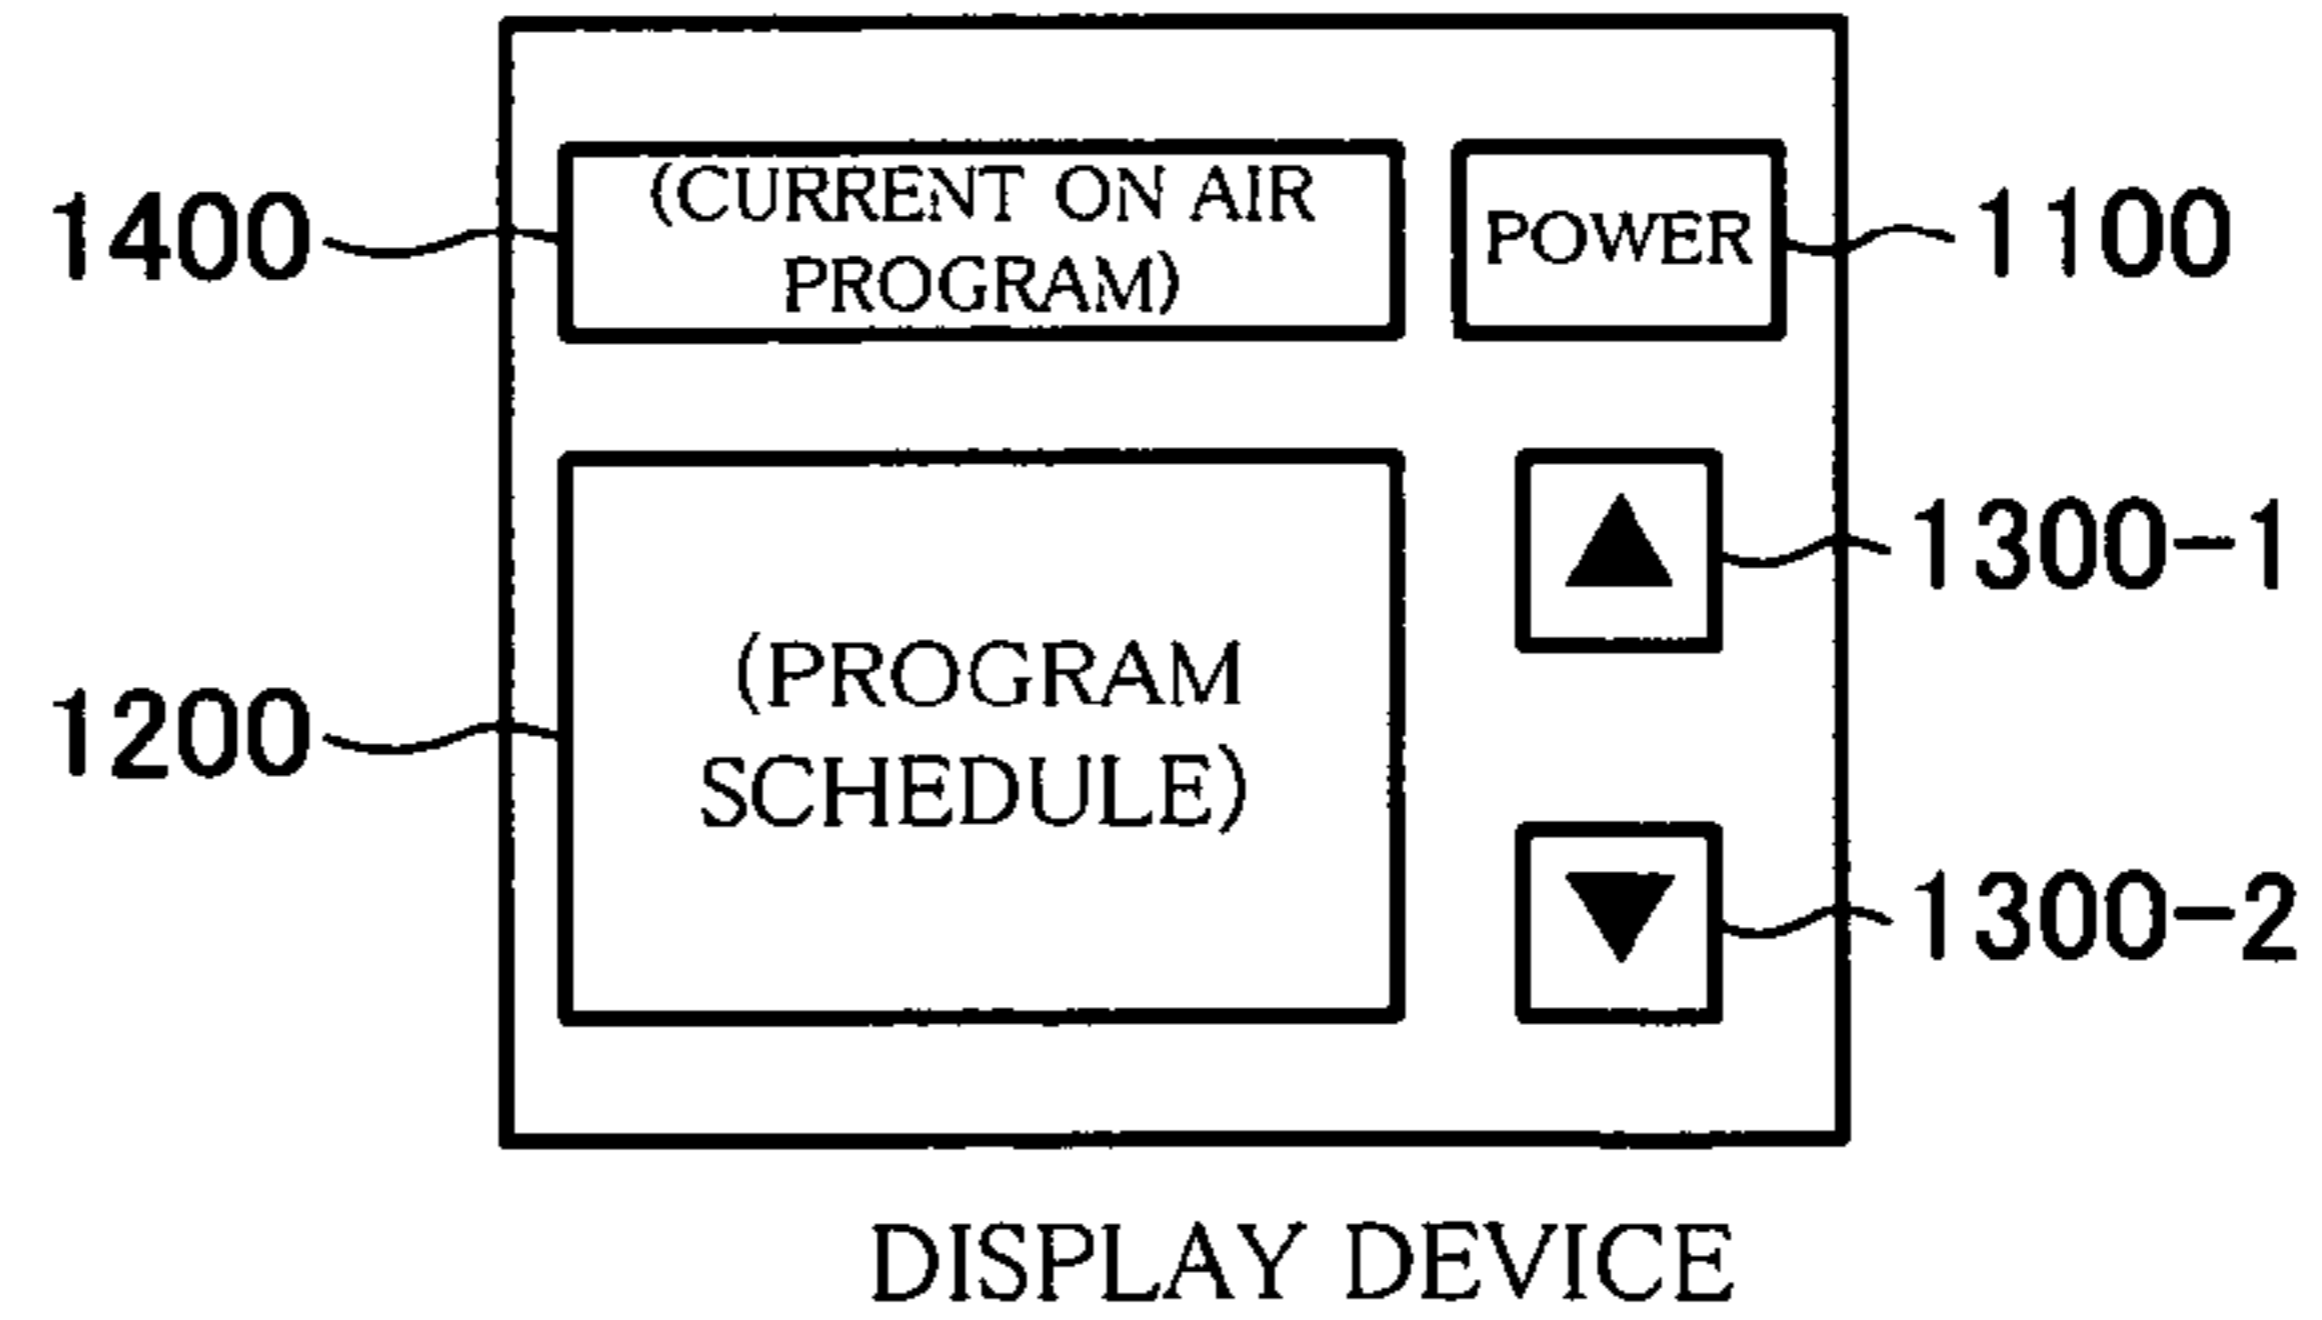 1400
(CURRENT ON AIR
PROGRAM)
POWER
1100
1300-1
1200
(PROGRAM
SCHEDULE)
1300-2
DISPLAY DEVICE